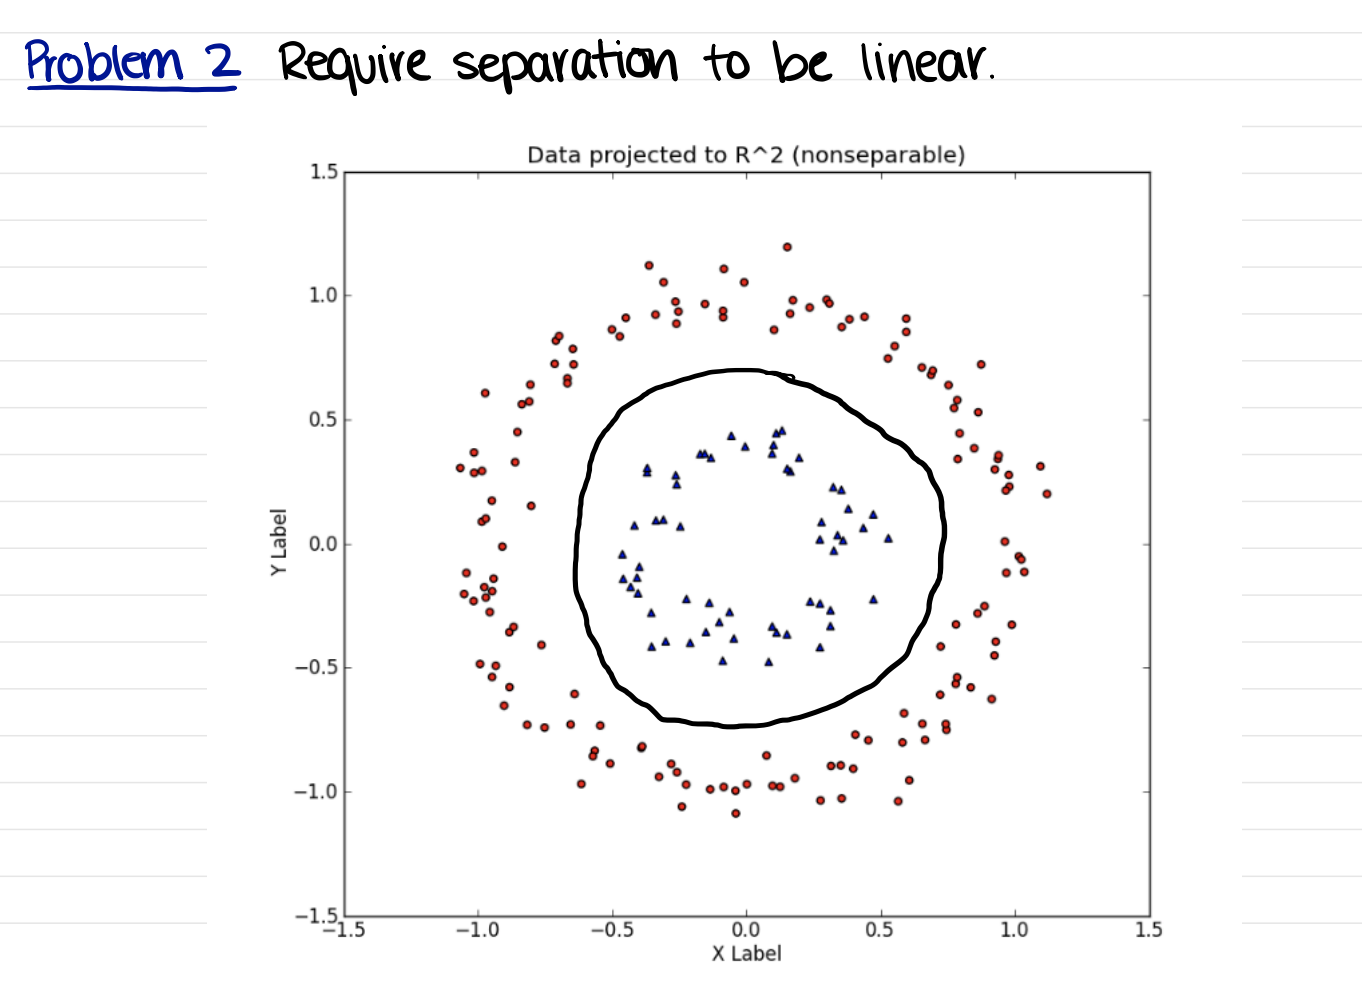 Problem 2 Require separation to be linear.
Data projected to R^2 (nonseparable)
1.5
1.0
0.5
0.0
−0.5
−1.0
−1.5
−1.5 −1.0 −0.5 0.0 0.5 1.0 1.5
Y Label
X Label